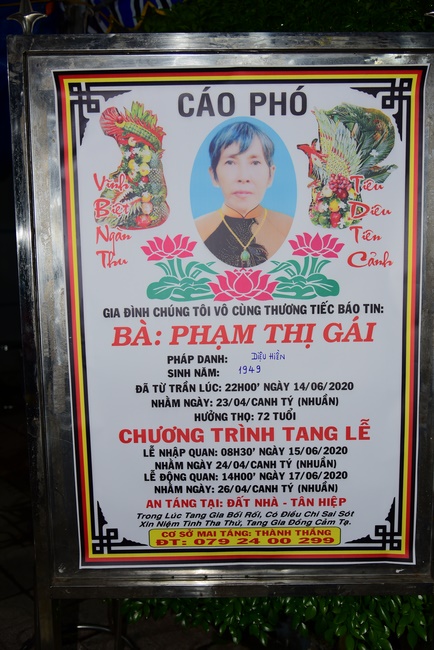 CÁO PHÓ
Vĩnh
Biệt
Ngàn
Thu
Tiêu
Diêu
Tiên
Cảnh
GIA ĐÌNH CHÚNG TÔI VÔ CÙNG THƯƠNG TIẾC BÁO TIN:
BÀ: PHẠM THỊ GÁI
PHÁP DANH: DIỆU HIỀN
SINH NĂM: 1949
ĐÃ TỪ TRẦN LÚC: 22H00' NGÀY 14/06/2020
NHẰM NGÀY: 23/04/CANH TÝ (NHUẦN)
HƯỞNG THỌ: 72 TUỔI
CHƯƠNG TRÌNH TANG LỄ
LỄ NHẬP QUAN: 08H30' NGÀY 15/06/2020
NHẰM NGÀY 24/04/CANH TÝ (NHUẦN)
LỄ ĐỘNG QUAN: 14H00' NGÀY 17/06/2020
NHẰM NGÀY: 26/04/CANH TÝ (NHUẦN)
AN TÁNG TẠI: ĐẤT NHÀ - TÂN HIỆP
Trong Lúc Tang Gia Bối Rối, Có Điều Chi Sai Sót
Xin Niệm Tình Tha Thứ, Tang Gia Đồng Cảm Tạ.
CƠ SỞ MAI TÁNG: THÀNH THẮNG
ĐT: 079 24 00 299